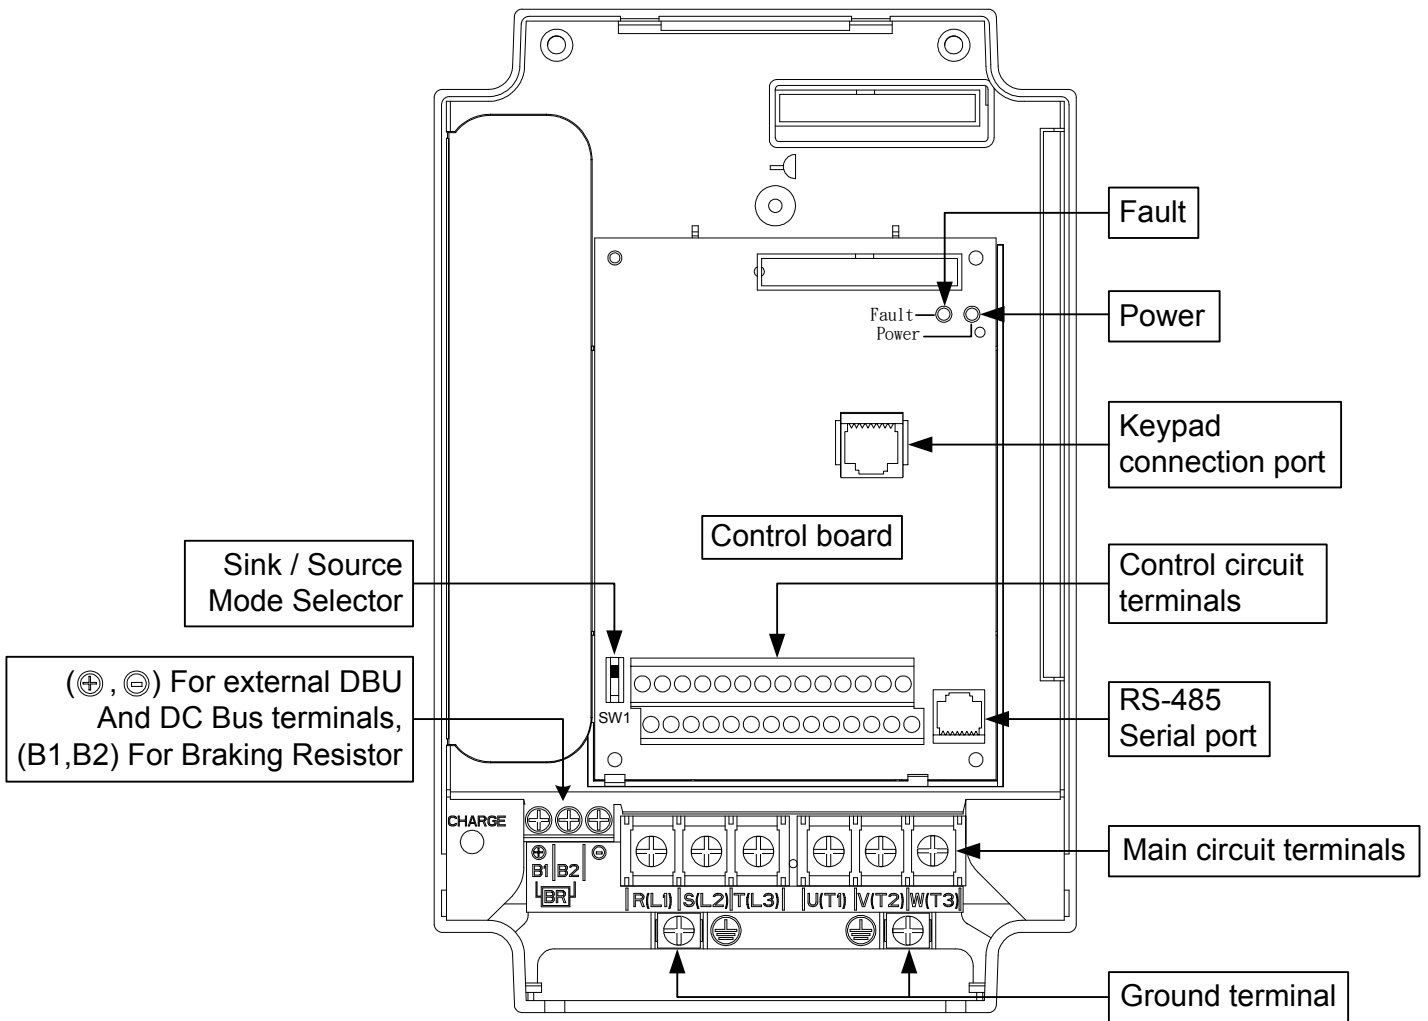 Fault
Fault
Power
Power
Keypad
connection port
Control board
Sink / Source
Mode Selector
Control circuit
terminals
(⊕ , ⊖) For external DBU
And DC Bus terminals,
(B1,B2) For Braking Resistor
SW1
RS-485
Serial port
CHARGE
⊕ ⊖
B1 B2
BR
R(L1) S(L2) T(L3) U(T1) V(T2) W(T3)
Main circuit terminals
Ground terminal